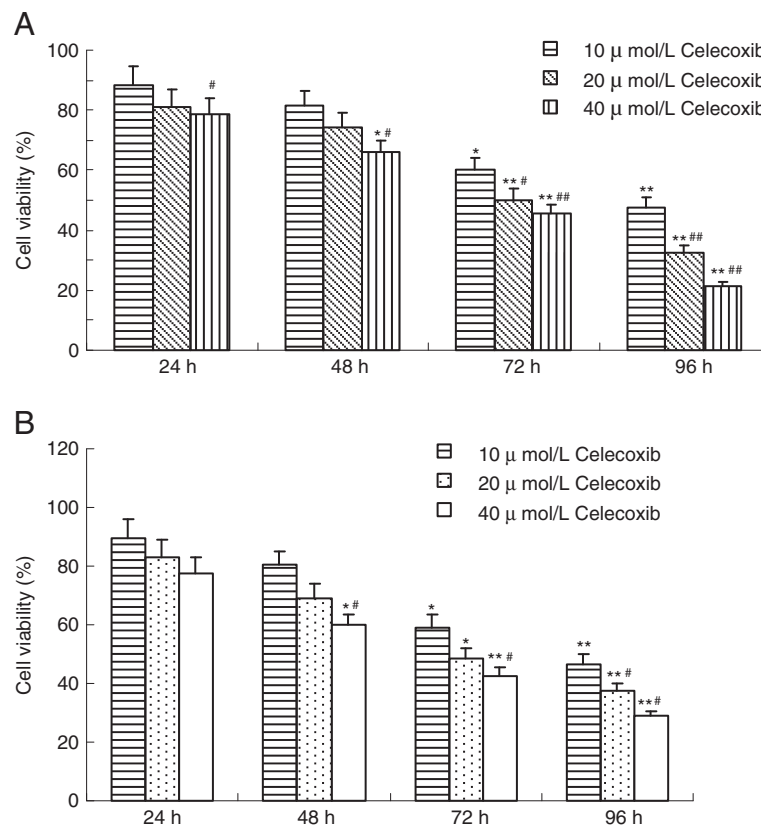 A
100
80
60
40
20
0
Cell viability (%)
10 μ mol/L Celecoxib
20 μ mol/L Celecoxib
40 μ mol/L Celecoxib
#
* #
*
** #
** ##
**
** ##
** ##
24 h 48 h 72 h 96 h
B
120
100
80
60
40
20
0
Cell viability (%)
10 μ mol/L Celecoxib
20 μ mol/L Celecoxib
40 μ mol/L Celecoxib
* #
*
*
** #
**
** #
**#
24 h 48 h 72 h 96 h